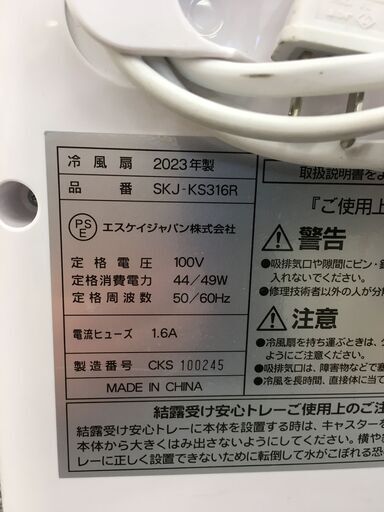 冷風扇 2023年製
品番 SKJ-KS316R
PSE エスケイジャパン株式会社
定格電圧 100V
定格消費電力 44/49W
定格周波数 50/60Hz
電流ヒューズ 1.6A
製造番号 CKS 100245
MADE IN CHINA
取扱説明書をよ
『ご使用上
警告
●吸排気口や隙間にピン・
入れないでください。
●修理技術者以外の人が分
注意
●冷風扇を持ち運ぶときは、
ようにご注意ください。
●吸排気口は、障害物などで塞
●冷風を長時間、直接体に当て
結露受け安心トレーご使用上のご注
結露受け安心トレーに本体を設置する時は、キャスターを
本体から大きくはみ出さないようにしてください。横や
レーに正しく設置できないために転倒して水がこぼれる恐